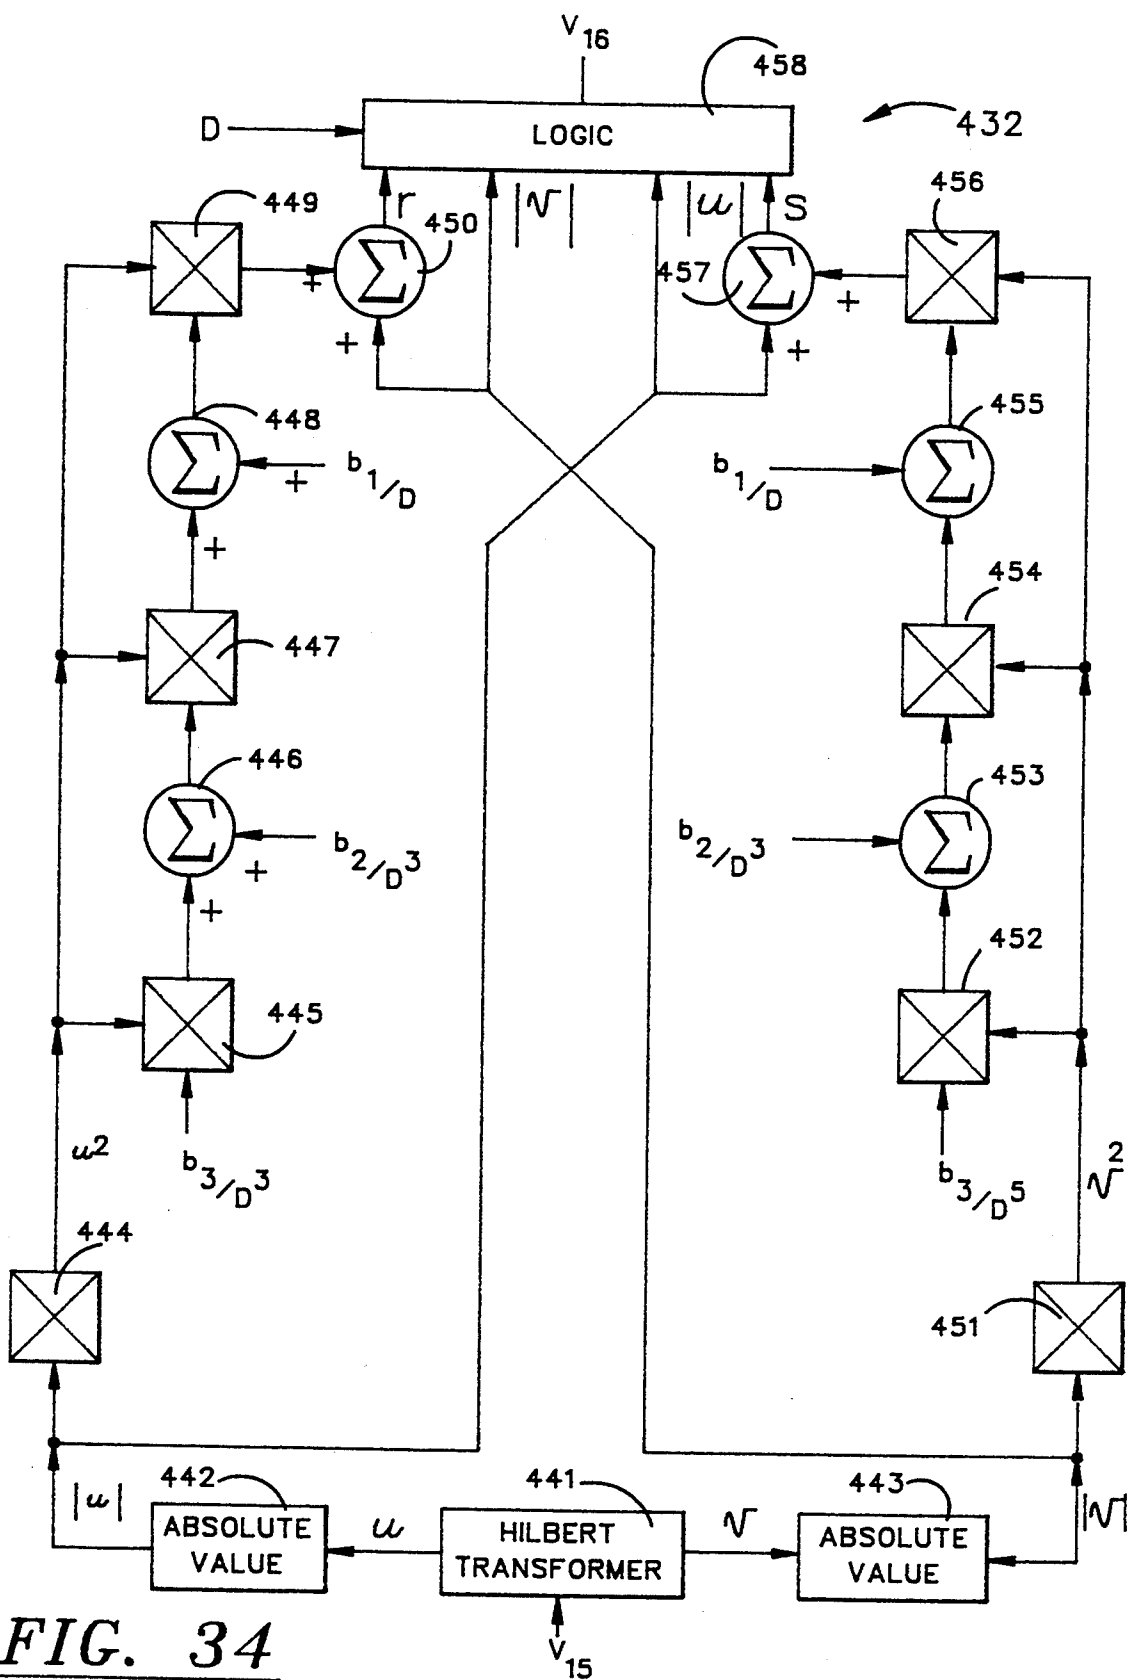 V16
458
D
LOGIC
432
r
|v|
|u|
S
449
450
457
456
+
+
+
+
448
455
b1/D
+
b1/D
+
447
454
446
453
b2/D3
+
b2/D3
+
445
452
u2
b3/D3
b3/D5
v2
444
451
442
441
443
|u|
ABSOLUTE
VALUE
u
HILBERT
TRANSFORMER
v
ABSOLUTE
VALUE
|v|
V15
FIG. 34